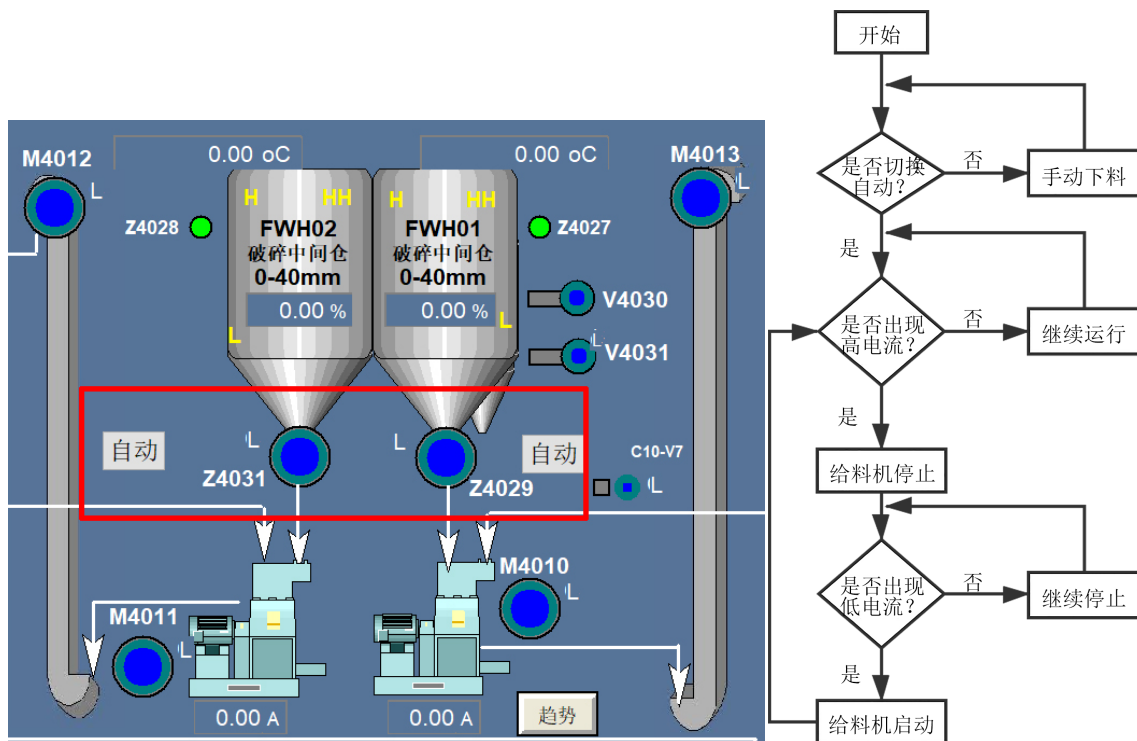 0.00 oC
0.00 oC
M4012
L
M4013
L
H
HH
H
HH
Z4028
FWH02
破碎中间仓
0-40mm
0.00 %
FWH01
破碎中间仓
0-40mm
0.00 %
Z4027
V4030
L
L
L
V4031
自动
L
Z4031
L
Z4029
自动
C10-V7
L
M4010
L
M4011
L
0.00 A
0.00 A
趋势
开始
是否切换
自动?
否
手动下料
是
是否出现
高电流?
否
继续运行
是
给料机停止
是否出现
低电流?
否
继续停止
是
给料机启动